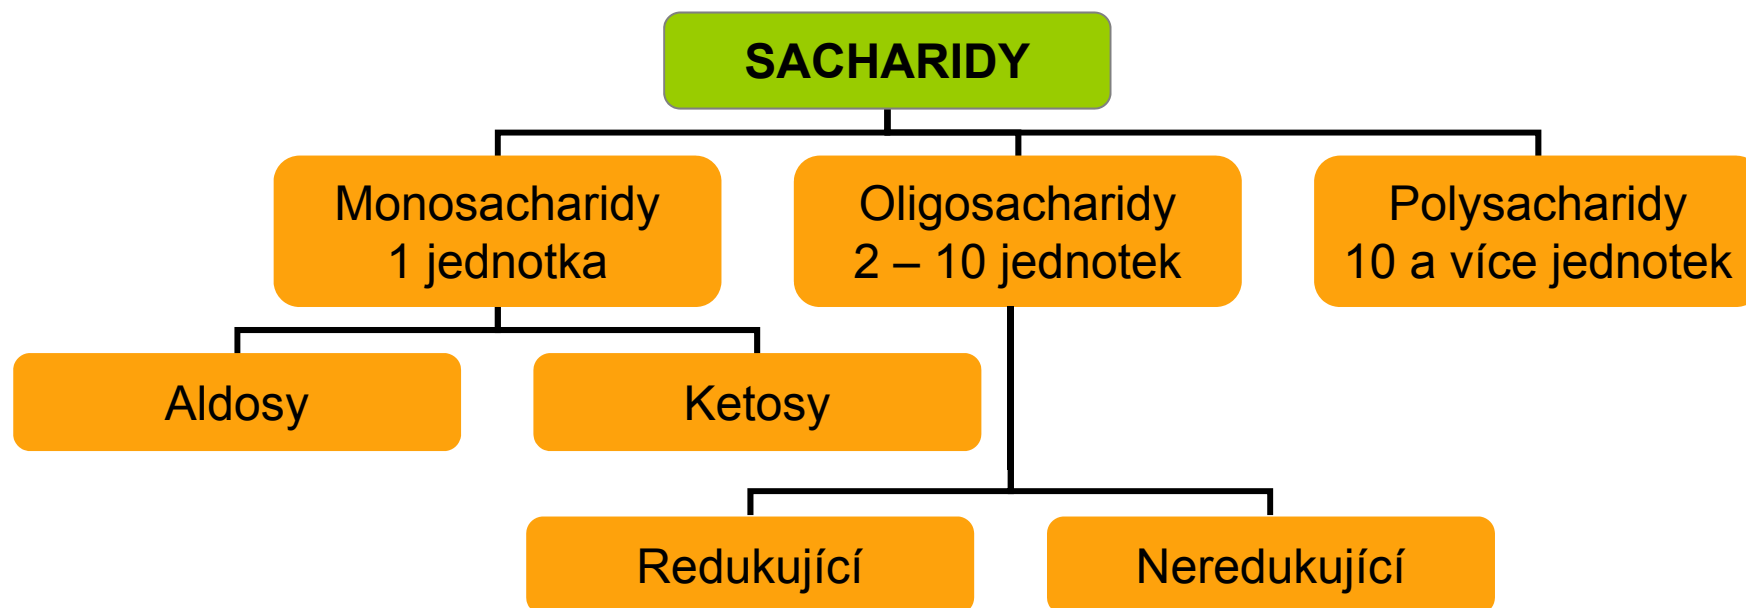 SACHARIDY
Monosacharidy
1 jednotka
Oligosacharidy
2 – 10 jednotek
Polysacharidy
10 a více jednotek
Aldosy
Ketosy
Redukující
Neredukující